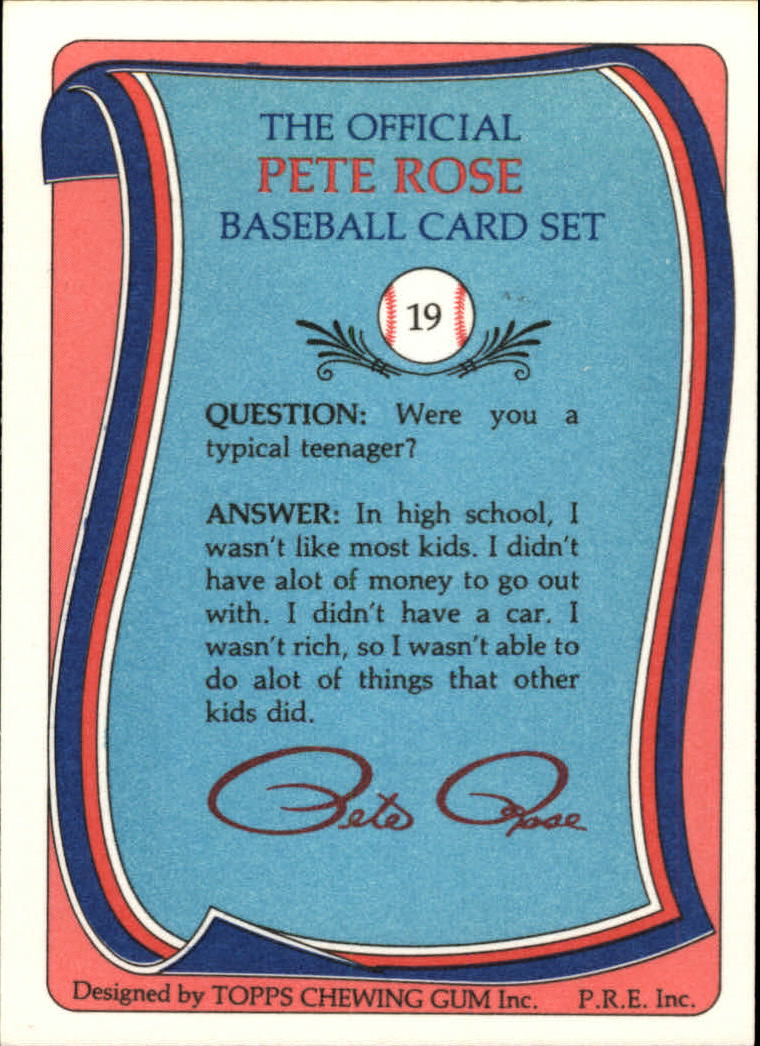 THE OFFICIAL
PETE ROSE
BASEBALL CARD SET
19
QUESTION: Were you a
typical teenager?
ANSWER: In high school, I
wasn't like most kids. I didn't
have alot of money to go out
with. I didn't have a car. I
wasn't rich, so I wasn't able to
do alot of things that other
kids did.
Pete Rose
Designed by TOPPS CHEWING GUM Inc. P.R.E. Inc.